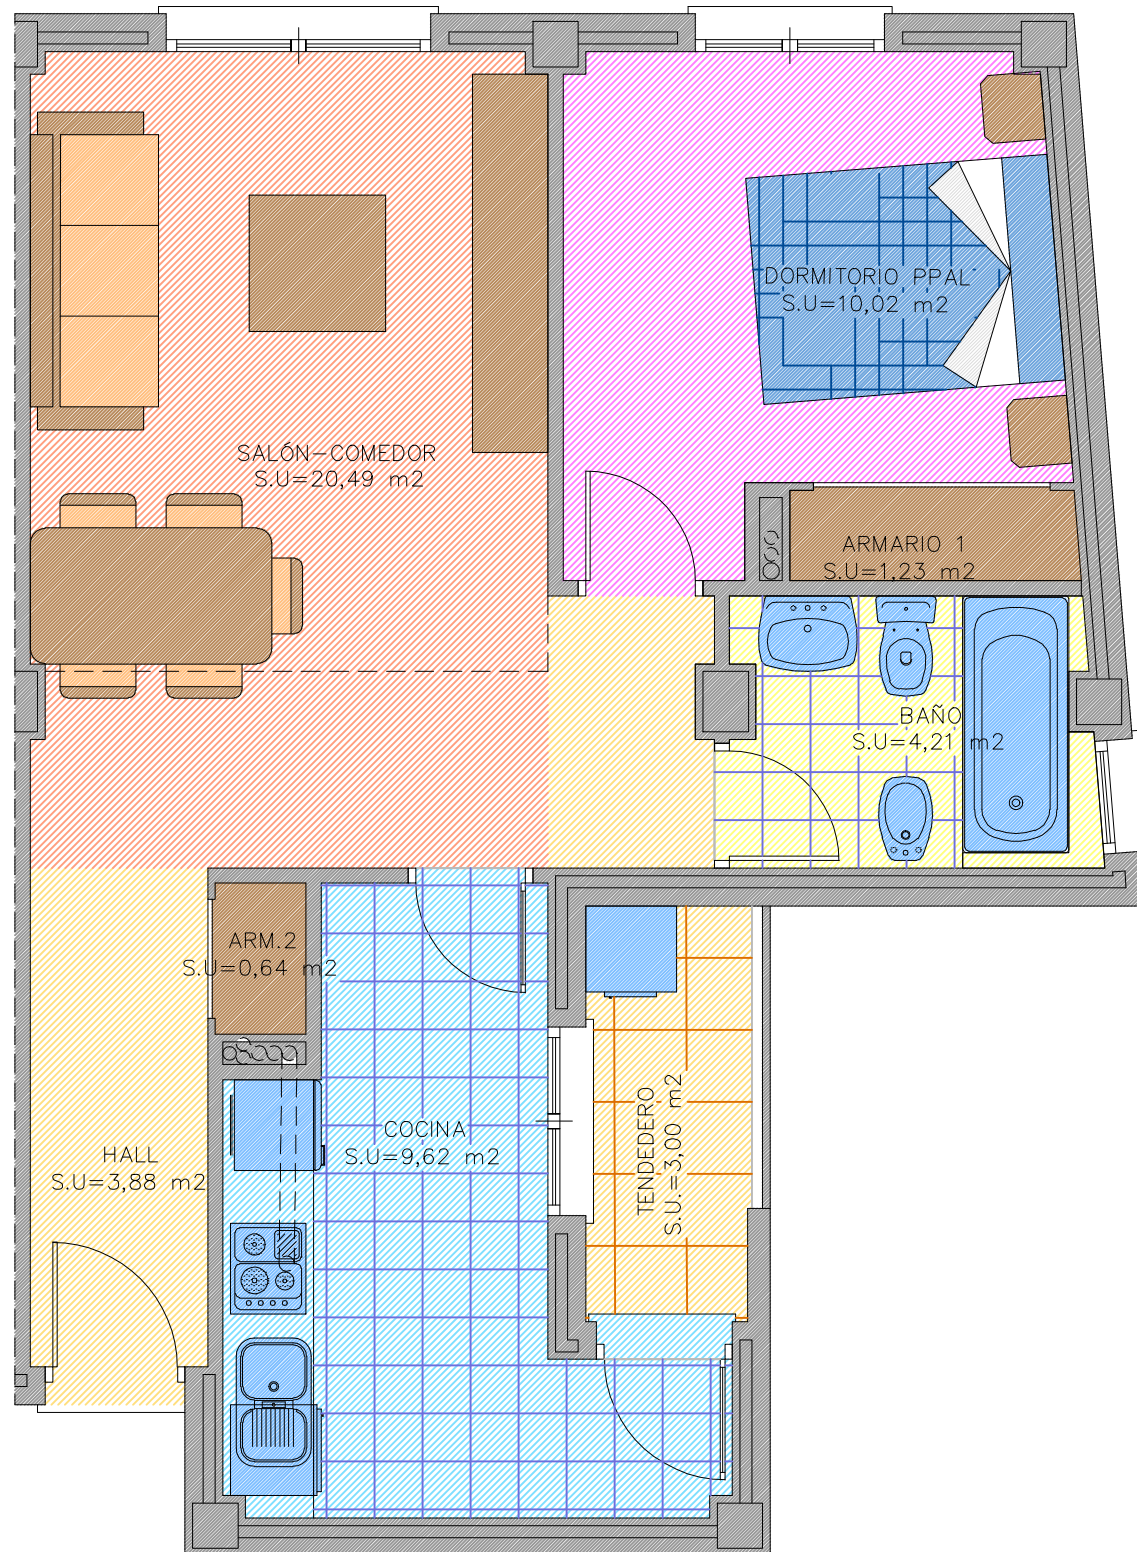 DORMITORIO PPAL
S.U=10,02 m2
SALÓN-COMEDOR
S.U=20,49 m2
ARMARIO 1
S.U=1,23 m2
BAÑO
S.U=4,21 m2
ARM.2
S.U=0,64 m2
COCINA
S.U=9,62 m2
TENDEDERO
S.U.=3,00 m2
HALL
S.U=3,88 m2